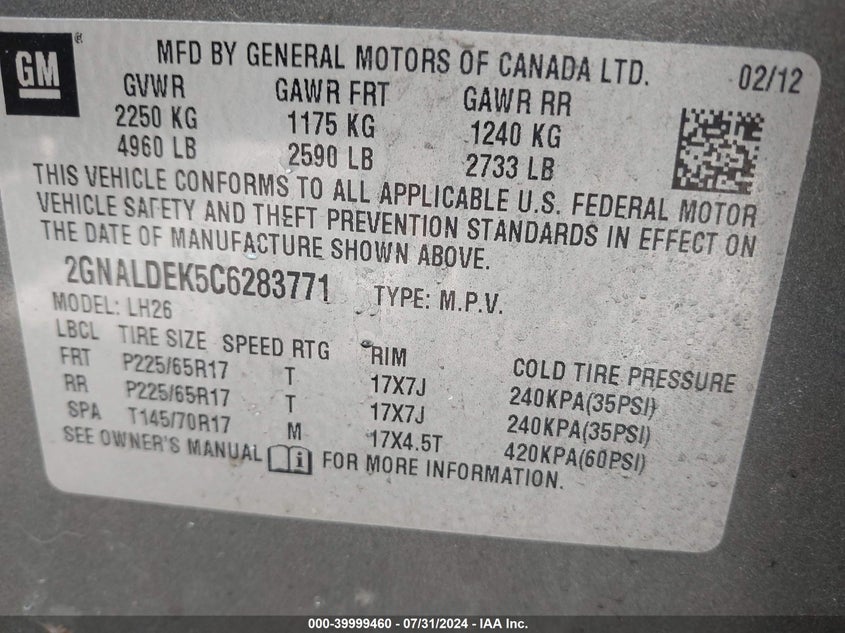 GM ®
MFD BY GENERAL MOTORS OF CANADA LTD. 02/12
GVWR GAWR FRT GAWR RR
2250 KG 1175 KG 1240 KG
4960 LB 2590 LB 2733 LB
THIS VEHICLE CONFORMS TO ALL APPLICABLE U.S. FEDERAL MOTOR
VEHICLE SAFETY AND THEFT PREVENTION STANDARDS IN EFFECT ON
THE DATE OF MANUFACTURE SHOWN ABOVE.
2GNALDEK5C6283771 TYPE: M.P.V.
MODEL: LH26
LBCL TIRE SIZE SPEED RTG RIM COLD TIRE PRESSURE
FRT P225/65R17 T 17X7J 240KPA(35PSI)
RR P225/65R17 T 17X7J 240KPA(35PSI)
SPA T145/70R17 M 17X4.5T 420KPA(60PSI)
SEE OWNER'S MANUAL i FOR MORE INFORMATION.
000-39999460 - 07/31/2024 - IAA Inc.